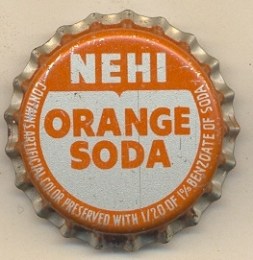 NEHI
ORANGE
SODA
CONTAINS ARTIFICIAL COLOR PRESERVED WITH 1/20 OF 1% BENZOATE OF SODA